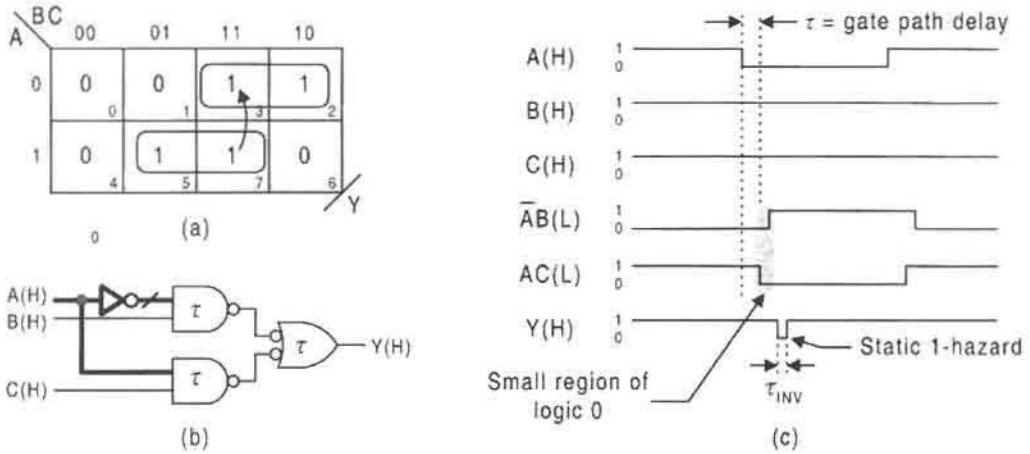 BC
A
00 01 11 10
0 0 0 1 1
0 1 3 2
1 0 1 1 0
4 5 7 6
Y
(a)
0
A(H)
B(H)
τ
τ
Y(H)
τ
C(H)
(b)
τ = gate path delay
A(H) 1 0
B(H) 1 0
C(H) 1 0
A̅B(L) 1 0
AC(L) 1 0
Y(H) 1 0
Static 1-hazard
Small region of
logic 0
τINV
(c)